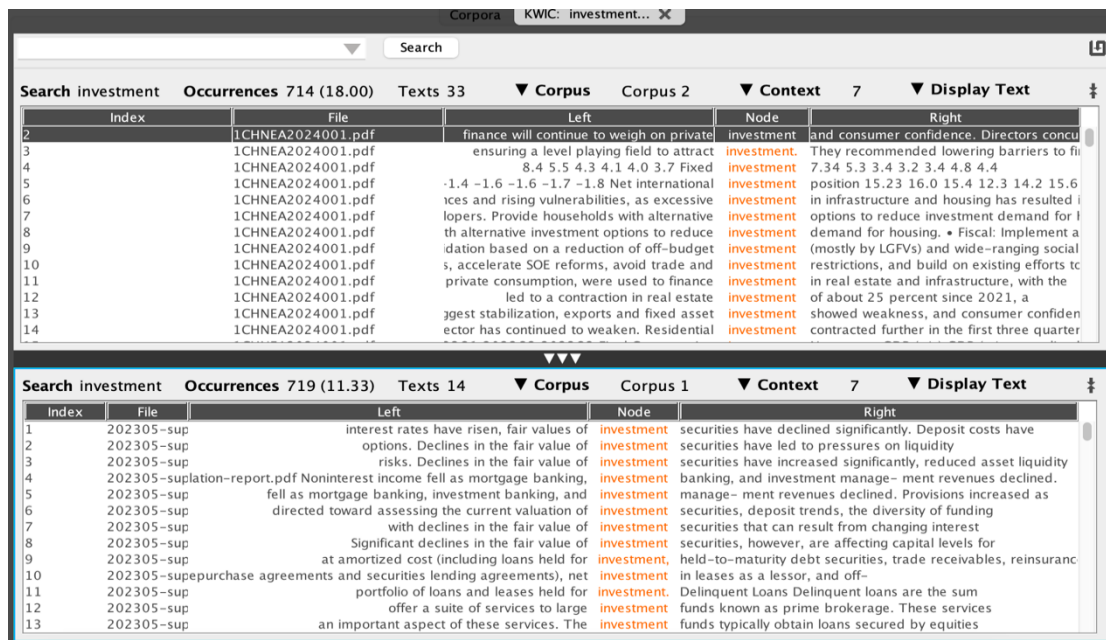 Corpora KWIC: investment... ✕
Search
Search investment Occurrences 714 (18.00) Texts 33 ▼ Corpus Corpus 2 ▼ Context 7 ▼ Display Text
Index File Left Node Right
2 1CHNEA2024001.pdf finance will continue to weigh on private investment and consumer confidence. Directors concu
3 1CHNEA2024001.pdf ensuring a level playing field to attract investment. They recommended lowering barriers to fi
4 1CHNEA2024001.pdf 8.4 5.5 4.3 4.1 4.0 3.7 Fixed investment 7.34 5.3 3.4 3.2 3.4 4.8 4.4
5 1CHNEA2024001.pdf -1.4 -1.6 -1.6 -1.7 -1.8 Net international investment position 15.23 16.0 15.4 12.3 14.2 15.6
6 1CHNEA2024001.pdf nces and rising vulnerabilities, as excessive investment in infrastructure and housing has resulted i
7 1CHNEA2024001.pdf lopers. Provide households with alternative investment options to reduce investment demand for h
8 1CHNEA2024001.pdf th alternative investment options to reduce investment demand for housing. • Fiscal: Implement a
9 1CHNEA2024001.pdf idation based on a reduction of off-budget investment (mostly by LGFVs) and wide-ranging social
10 1CHNEA2024001.pdf s, accelerate SOE reforms, avoid trade and investment restrictions, and build on existing efforts to
11 1CHNEA2024001.pdf private consumption, were used to finance investment in real estate and infrastructure, with the
12 1CHNEA2024001.pdf led to a contraction in real estate investment of about 25 percent since 2021, a
13 1CHNEA2024001.pdf ggest stabilization, exports and fixed asset investment showed weakness, and consumer confiden
14 1CHNEA2024001.pdf ector has continued to weaken. Residential investment contracted further in the first three quarter
▼▼▼
Search investment Occurrences 719 (11.33) Texts 14 ▼ Corpus Corpus 1 ▼ Context 7 ▼ Display Text
Index File Left Node Right
1 202305-sup interest rates have risen, fair values of investment securities have declined significantly. Deposit costs have
2 202305-sup options. Declines in the fair value of investment securities have led to pressures on liquidity
3 202305-sup risks. Declines in the fair value of investment securities have increased significantly, reduced asset liquidity
4 202305-sup lation-report.pdf Noninterest income fell as mortgage banking, investment banking, and investment manage- ment revenues declined.
5 202305-sup fell as mortgage banking, investment banking, and investment manage- ment revenues declined. Provisions increased as
6 202305-sup directed toward assessing the current valuation of investment securities, deposit trends, the diversity of funding
7 202305-sup with declines in the fair value of investment securities that can result from changing interest
8 202305-sup Significant declines in the fair value of investment securities, however, are affecting capital levels for
9 202305-sup at amortized cost (including loans held for investment, held-to-maturity debt securities, trade receivables, reinsuranc
10 202305-sup epurchase agreements and securities lending agreements), net investment in leases as a lessor, and off-
11 202305-sup portfolio of loans and leases held for investment. Delinquent Loans Delinquent loans are the sum
12 202305-sup offer a suite of services to large investment funds known as prime brokerage. These services
13 202305-sup an important aspect of these services. The investment funds typically obtain loans secured by equities